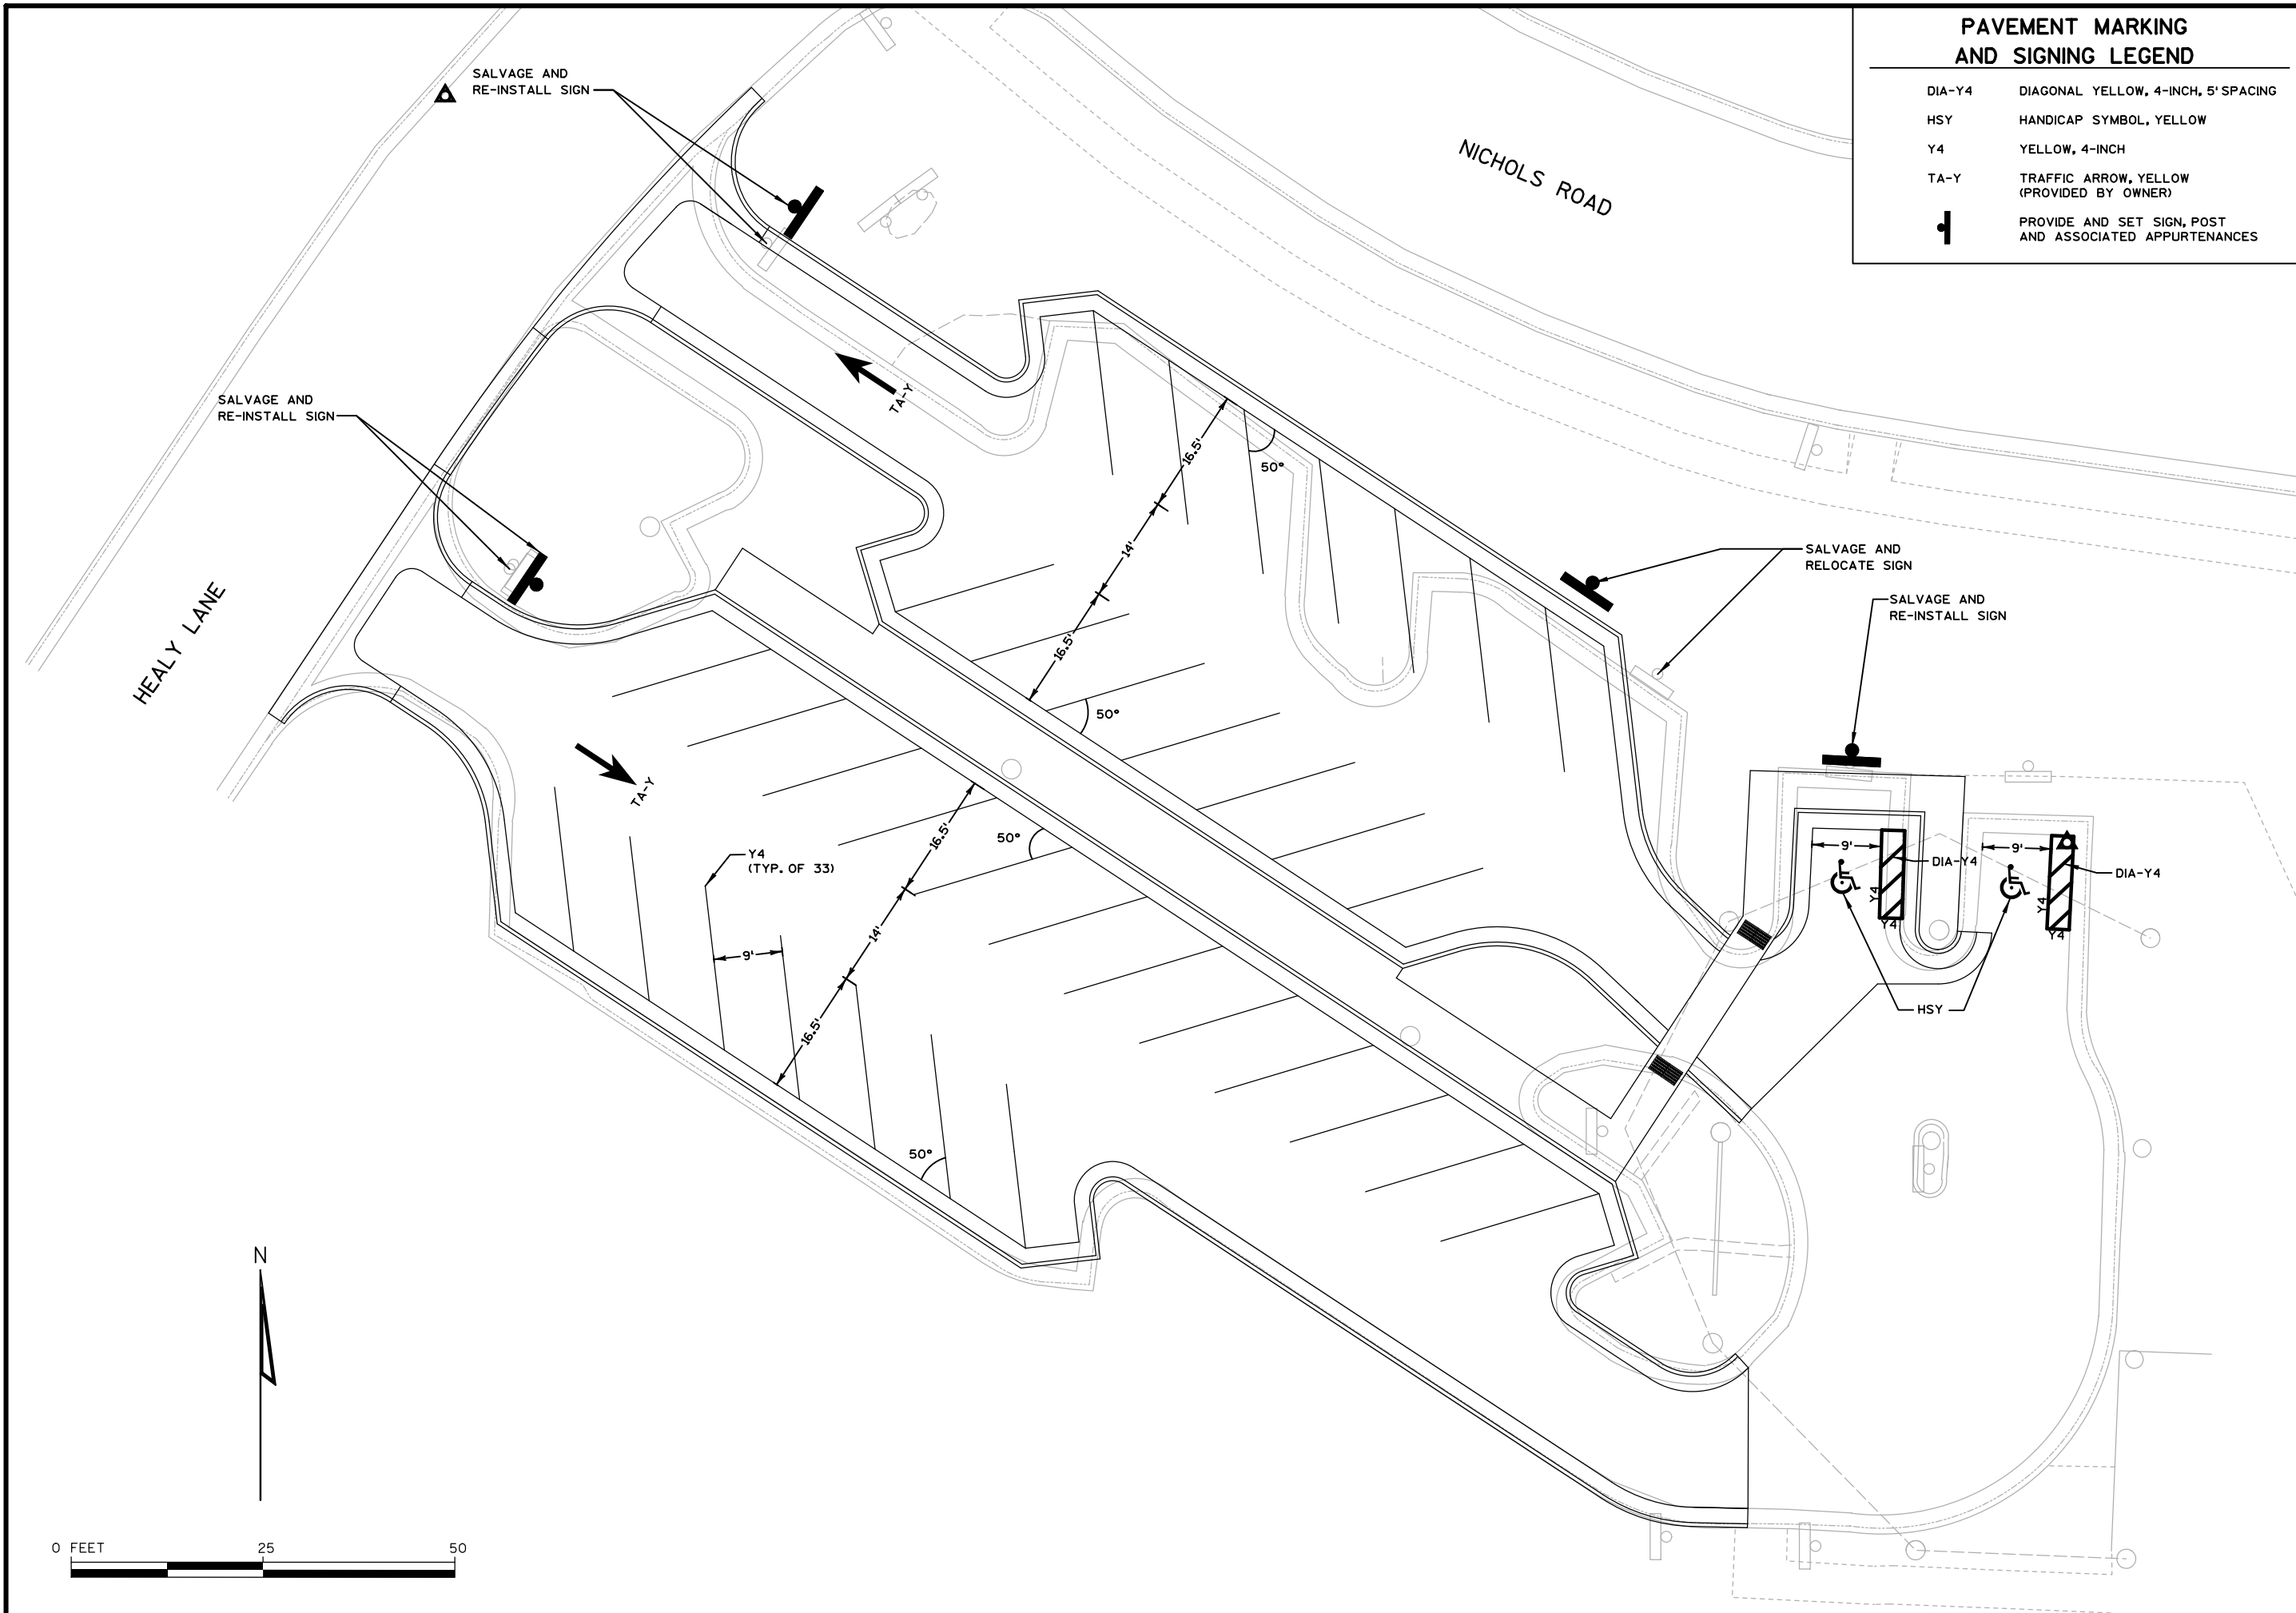 PAVEMENT MARKING
AND SIGNING LEGEND
DIA-Y4 DIAGONAL YELLOW, 4-INCH, 5' SPACING
HSY HANDICAP SYMBOL, YELLOW
Y4 YELLOW, 4-INCH
TA-Y TRAFFIC ARROW, YELLOW
(PROVIDED BY OWNER)
PROVIDE AND SET SIGN, POST
AND ASSOCIATED APPURTENANCES
SALVAGE AND
RE-INSTALL SIGN
NICHOLS ROAD
SALVAGE AND
RE-INSTALL SIGN
TA-Y
16.5'
50°
14'
16.5'
50°
SALVAGE AND
RELOCATE SIGN
SALVAGE AND
RE-INSTALL SIGN
HEALY LANE
TA-Y
16.5'
50°
Y4
(TYP. OF 33)
14'
9'
16.5'
50°
9'
DIA-Y4
Y4
Y4
9'
DIA-Y4
Y4
Y4
HSY
N
0 FEET 25 50